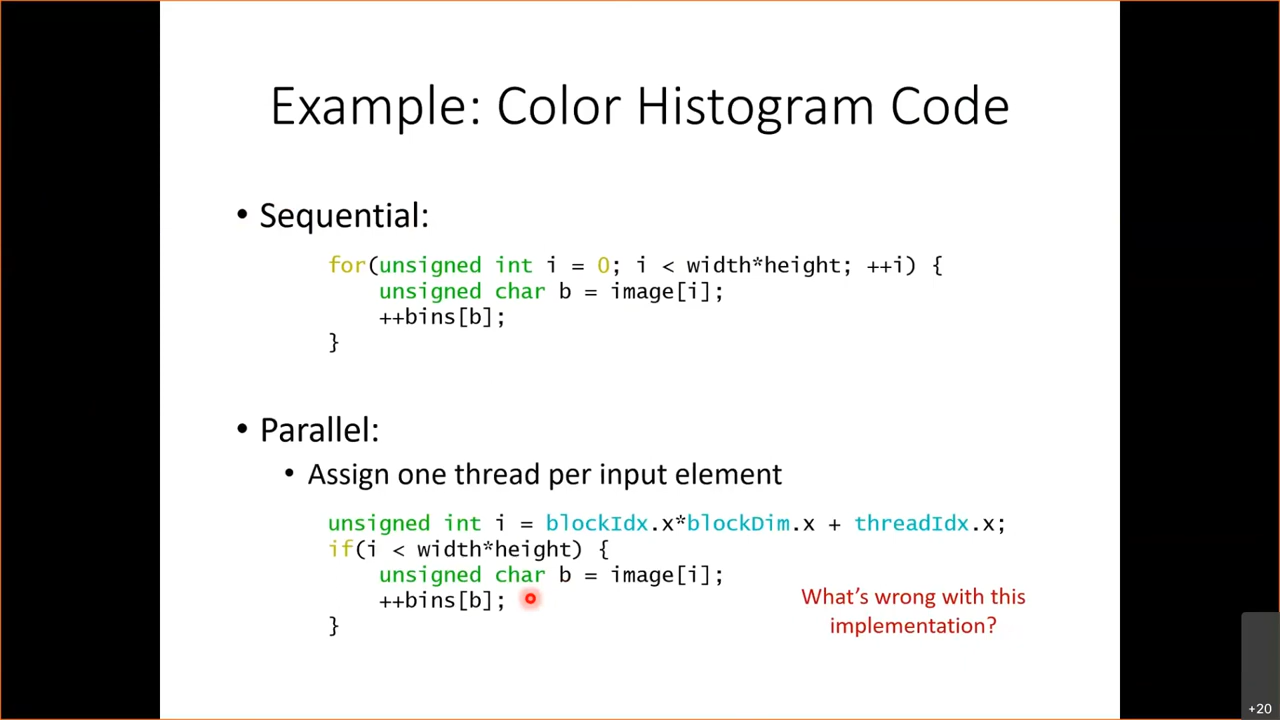 Example: Color Histogram Code
• Sequential:
for(unsigned int i = 0; i < width*height; ++i) {
    unsigned char b = image[i];
    ++bins[b];
}
• Parallel:
• Assign one thread per input element
unsigned int i = blockIdx.x*blockDim.x + threadIdx.x;
if(i < width*height) {
    unsigned char b = image[i];
    ++bins[b];
}
What's wrong with this
implementation?
+20